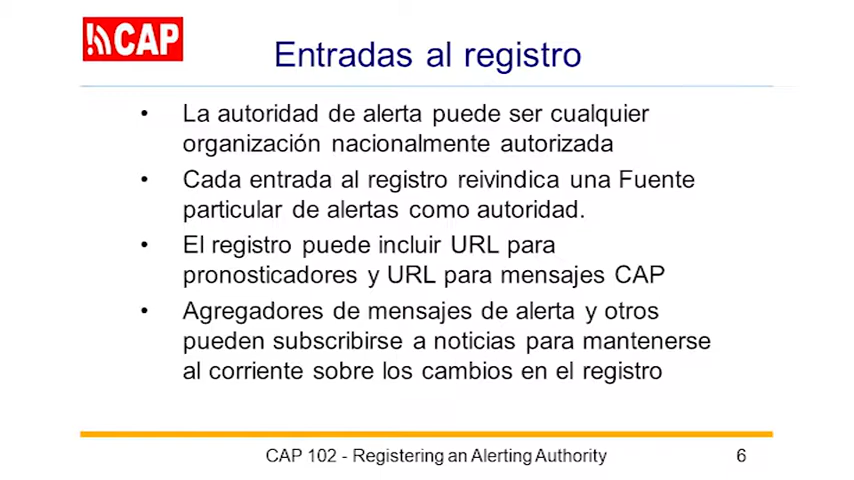 CAP
Entradas al registro
• La autoridad de alerta puede ser cualquier
organización nacionalmente autorizada
• Cada entrada al registro reivindica una Fuente
particular de alertas como autoridad.
• El registro puede incluir URL para
pronosticadores y URL para mensajes CAP
• Agregadores de mensajes de alerta y otros
pueden subscribirse a noticias para mantenerse
al corriente sobre los cambios en el registro
CAP 102 - Registering an Alerting Authority
6